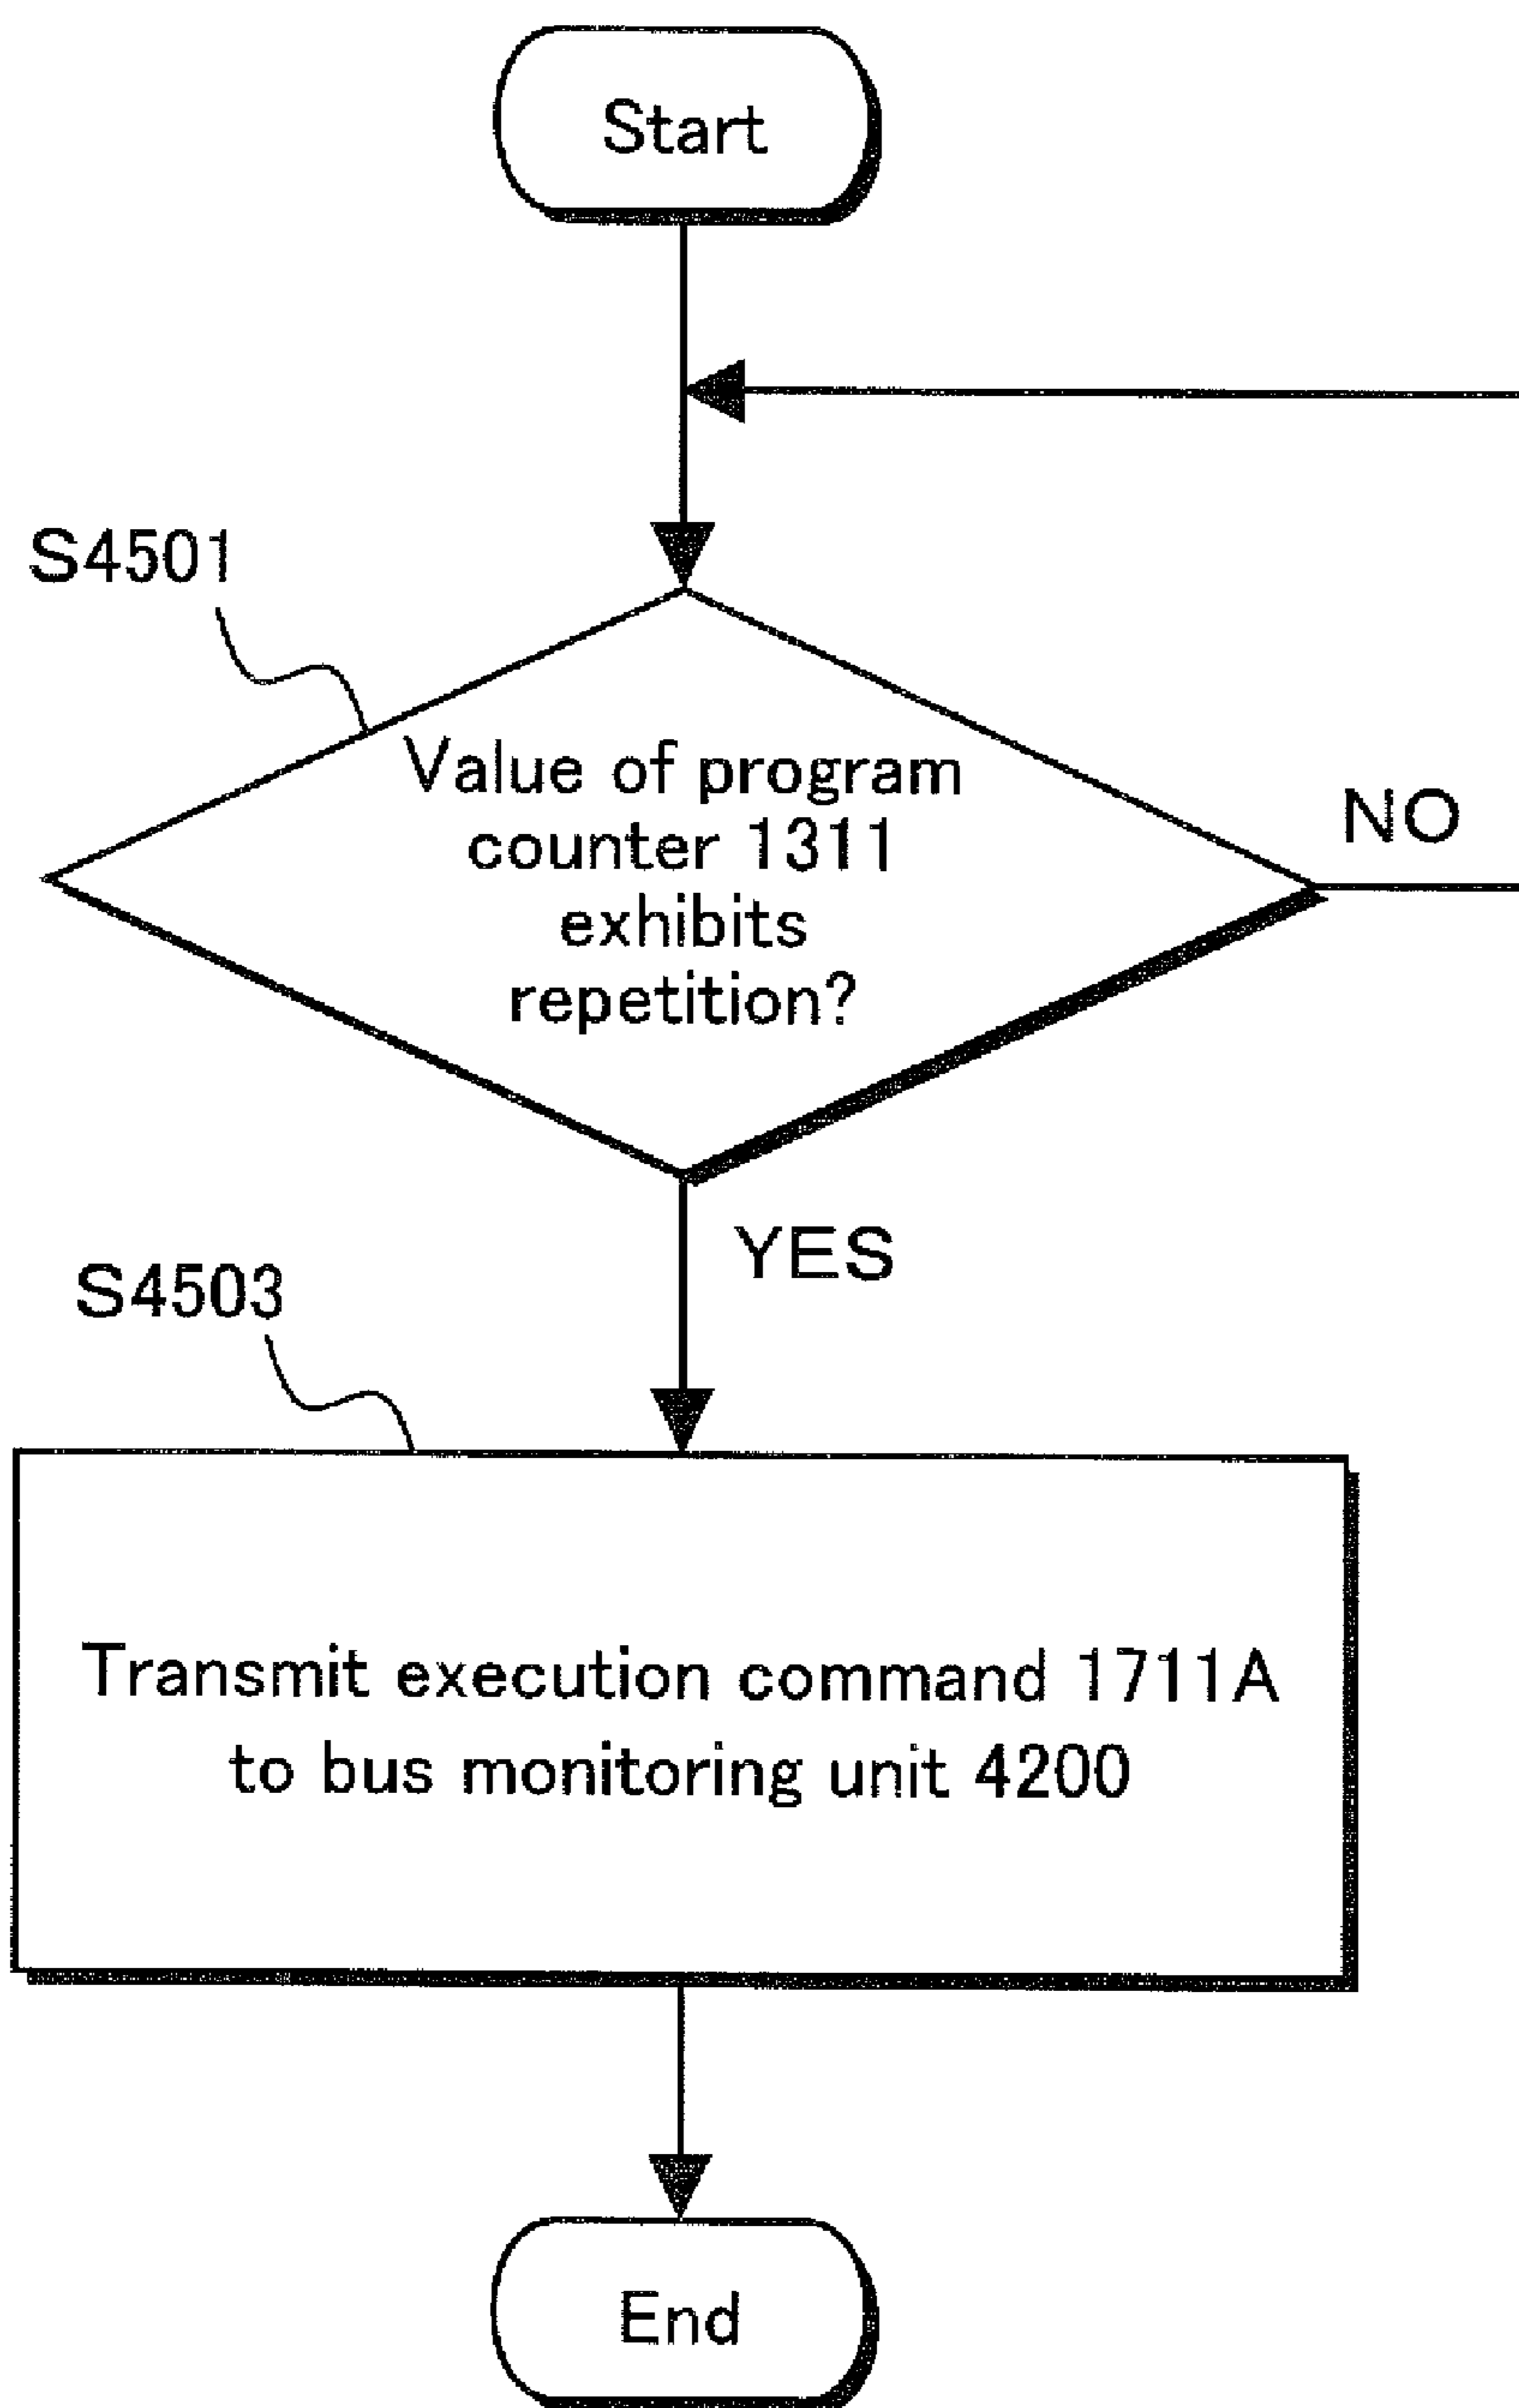 Start
S4501
Value of program
counter 1311
exhibits
repetition?
NO
YES
S4503
Transmit execution command 1711A
to bus monitoring unit 4200
End